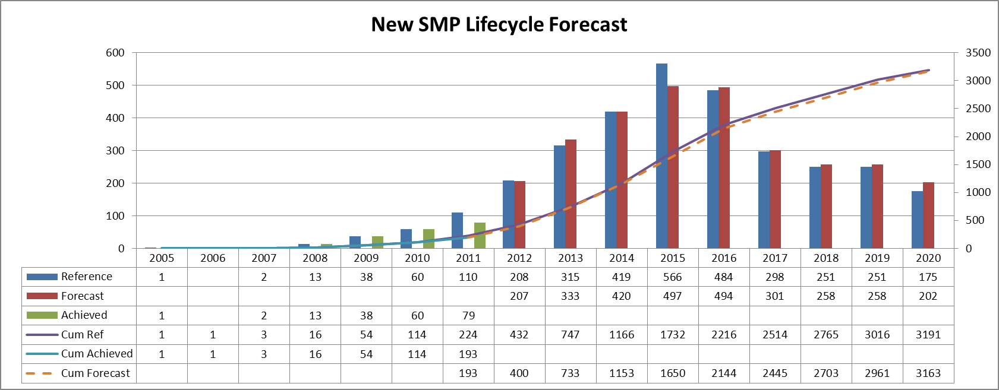 New SMP Lifecycle Forecast
600 3500
500 3000
400 2500
300 2000
200 1500
100 1000
0 500
0
2005 2006 2007 2008 2009 2010 2011 2012 2013 2014 2015 2016 2017 2018 2019 2020
Reference 1 2 13 38 60 110 208 315 419 566 484 298 251 251 175
Forecast 207 333 420 497 494 301 258 258 202
Achieved 1 2 13 38 60 79
Cum Ref 1 1 3 16 54 114 224 432 747 1166 1732 2216 2514 2765 3016 3191
Cum Achieved 1 1 3 16 54 114 193
Cum Forecast 193 400 733 1153 1650 2144 2445 2703 2961 3163